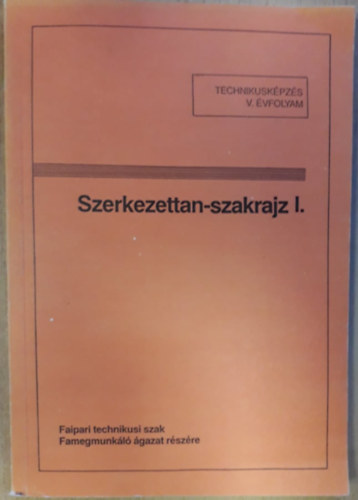 TECHNIKUSKÉPZÉS
V. ÉVFOLYAM
Szerkezettan-szakrajz I.
Faipari technikusi szak
Famegmunkáló ágazat részére